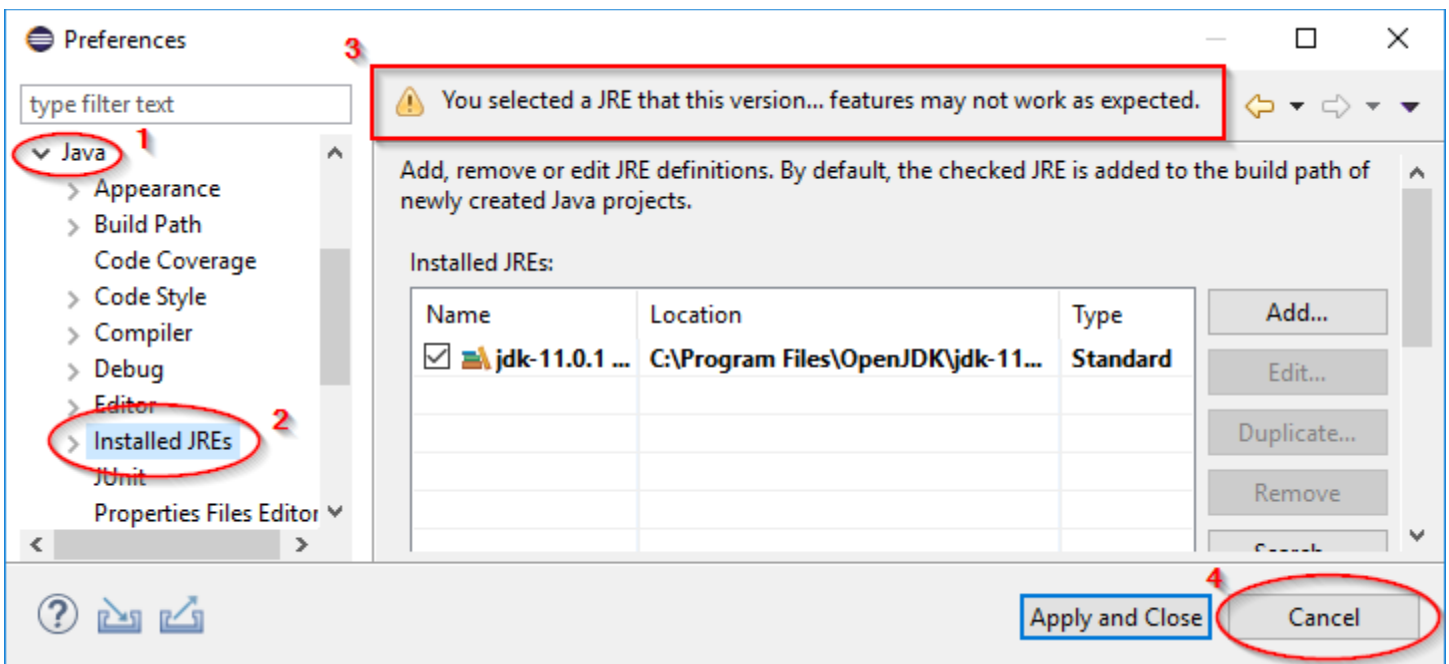 Preferences
3
type filter text
You selected a JRE that this version... features may not work as expected.
1
Java
Appearance
Build Path
Code Coverage
Code Style
Compiler
Debug
Editor
2
Installed JREs
JUnit
Properties Files Editor
Add, remove or edit JRE definitions. By default, the checked JRE is added to the build path of
newly created Java projects.
Installed JREs:
Name Location Type
jdk-11.0.1 ... C:\Program Files\OpenJDK\jdk-11... Standard
Add...
Edit...
Duplicate...
Remove
Search...
4
Apply and Close
Cancel